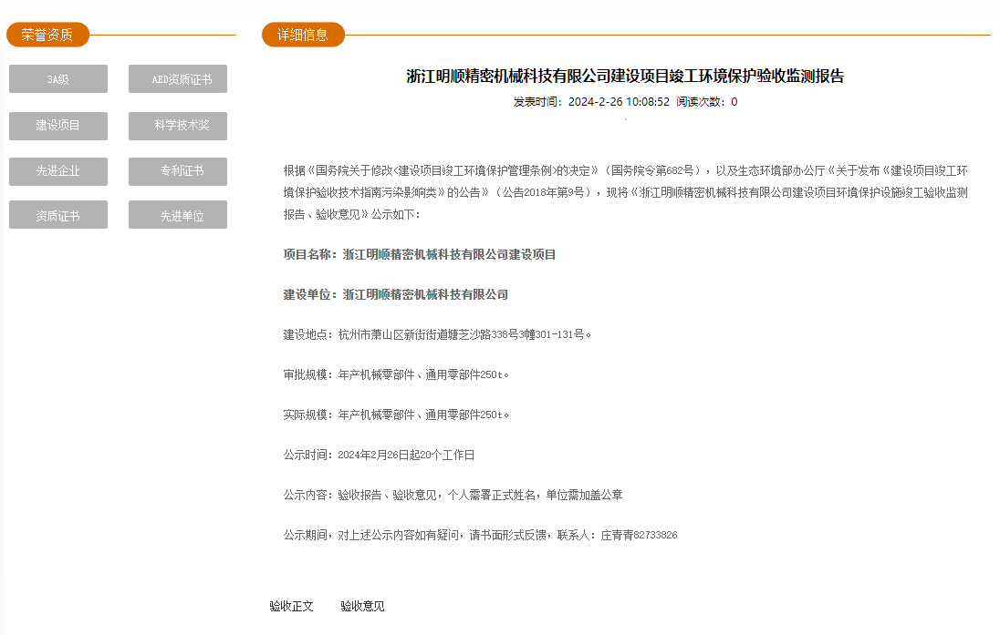 荣誉资质
3A级
AED资质证书
建设项目
科学技术奖
先进企业
专利证书
资质证书
先进单位
详细信息
浙江明顺精密机械科技有限公司建设项目竣工环境保护验收监测报告
发表时间：2024-2-26 10:08:52 阅读次数：0
根据《国务院关于修改<建设项目竣工环境保护管理条例>的决定》（国务院令第682号），以及生态环境部办公厅《关于发布《建设项目竣工环
境保护验收技术指南污染影响类》的公告》（公告2018年第9号），现将《浙江明顺精密机械科技有限公司建设项目环境保护设施竣工验收监测
报告、验收意见》公示如下：
项目名称：浙江明顺精密机械科技有限公司建设项目
建设单位：浙江明顺精密机械科技有限公司
建设地点：杭州市萧山区新街街道塘芝沙路338号3幢301-131号。
审批规模：年产机械零部件、通用零部件250t。
实际规模：年产机械零部件、通用零部件250t。
公示时间：2024年2月26日起20个工作日
公示内容：验收报告、验收意见，个人需署正式姓名，单位需加盖公章
公示期间，对上述公示内容如有疑问，请书面形式反馈，联系人：庄青青82733826
验收正文 验收意见